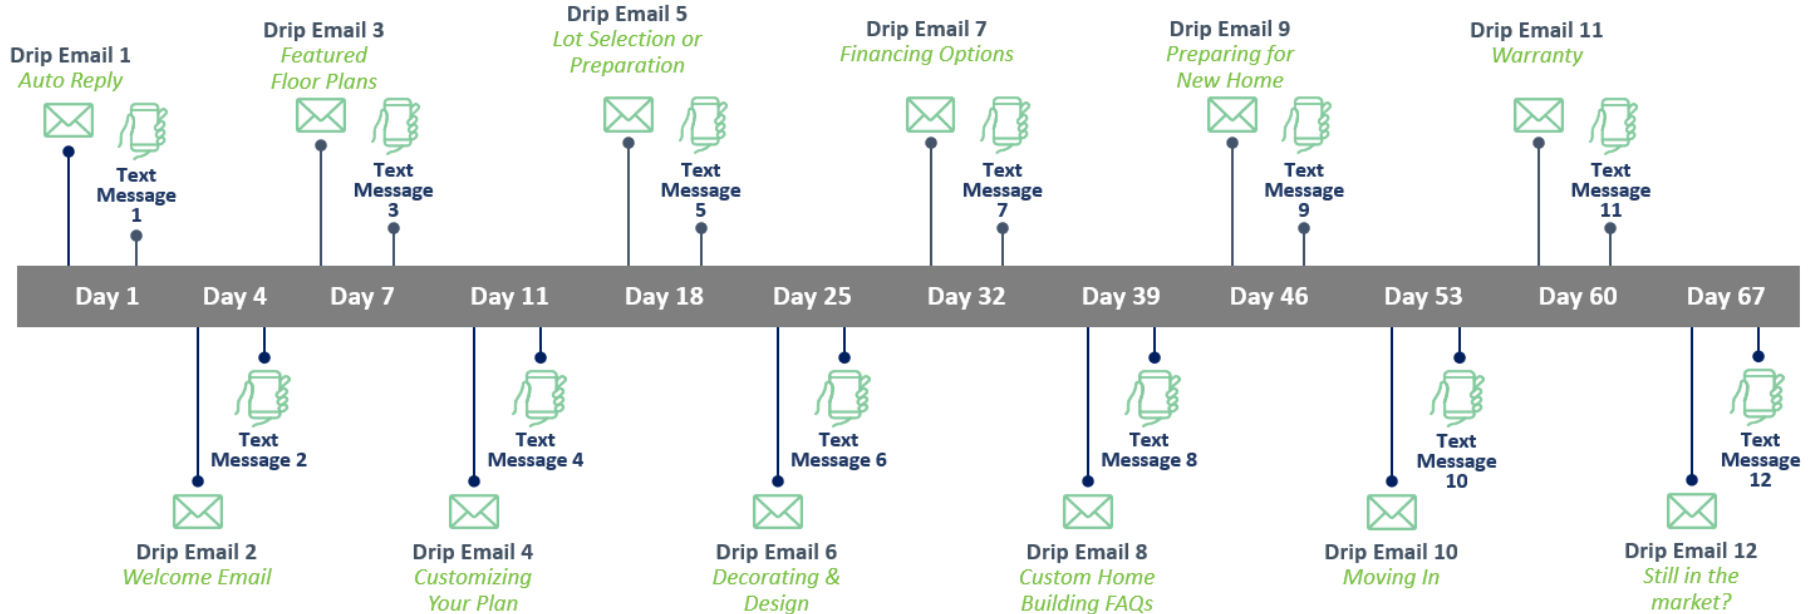 Drip Email 1
Auto Reply
Text
Message
1
Drip Email 3
Featured
Floor Plans
Text
Message
3
Drip Email 5
Lot Selection or
Preparation
Text
Message
5
Drip Email 7
Financing Options
Text
Message
7
Drip Email 9
Preparing for
New Home
Text
Message
9
Drip Email 11
Warranty
Text
Message
11
Day 1
Day 4
Day 7
Day 11
Day 18
Day 25
Day 32
Day 39
Day 46
Day 53
Day 60
Day 67
Text
Message 2
Drip Email 2
Welcome Email
Text
Message 4
Drip Email 4
Customizing
Your Plan
Text
Message 6
Drip Email 6
Decorating &
Design
Text
Message 8
Drip Email 8
Custom Home
Building FAQs
Text
Message
10
Drip Email 10
Moving In
Text
Message
12
Drip Email 12
Still in the
market?